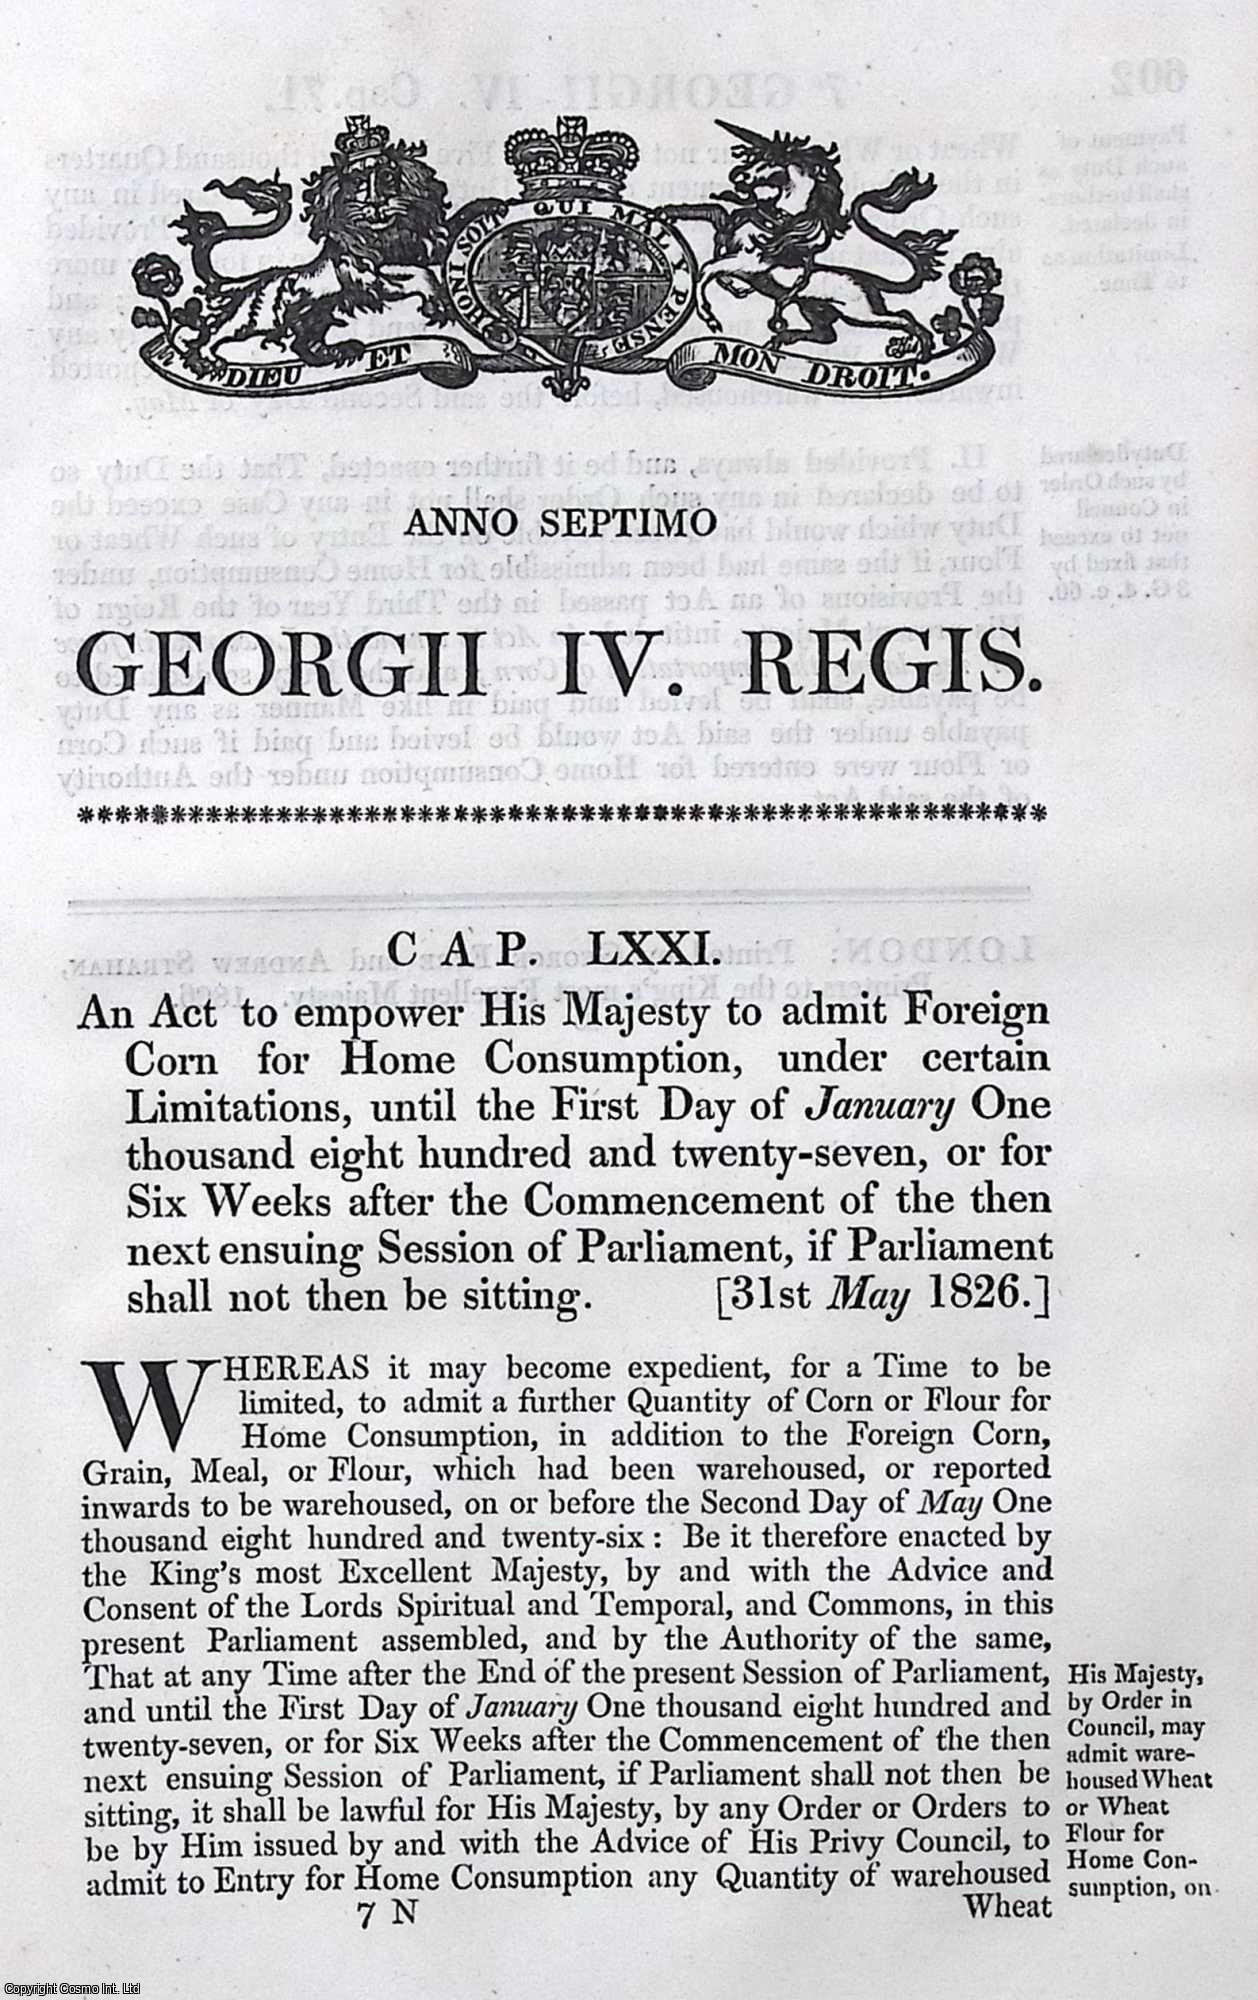 HONI SOIT QUI MAL Y PENSE
DIEU ET MON DROIT.
ANNO SEPTIMO
GEORGII IV. REGIS.
CAP. LXXI.
An Act to empower His Majesty to admit Foreign
Corn for Home Consumption, under certain
Limitations, until the First Day of January One
thousand eight hundred and twenty-seven, or for
Six Weeks after the Commencement of the then
next ensuing Session of Parliament, if Parliament
shall not then be sitting. [31st May 1826.]
WHEREAS it may become expedient, for a Time to be
limited, to admit a further Quantity of Corn or Flour for
Home Consumption, in addition to the Foreign Corn,
Grain, Meal, or Flour, which had been warehoused, or reported
inwards to be warehoused, on or before the Second Day of May One
thousand eight hundred and twenty-six: Be it therefore enacted by
the King's most Excellent Majesty, by and with the Advice and
Consent of the Lords Spiritual and Temporal, and Commons, in this
present Parliament assembled, and by the Authority of the same,
That at any Time after the End of the present Session of Parliament,
and until the First Day of January One thousand eight hundred and
twenty-seven, or for Six Weeks after the Commencement of the then
next ensuing Session of Parliament, if Parliament shall not then be
sitting, it shall be lawful for His Majesty, by any Order or Orders to
be by Him issued by and with the Advice of His Privy Council, to
admit to Entry for Home Consumption any Quantity of warehoused
7 N
Wheat
His Majesty,
by Order in
Council, may
admit ware-
housed Wheat
or Wheat
Flour for
Home Con-
sumption, on
Copyright Cosmo Int. Ltd